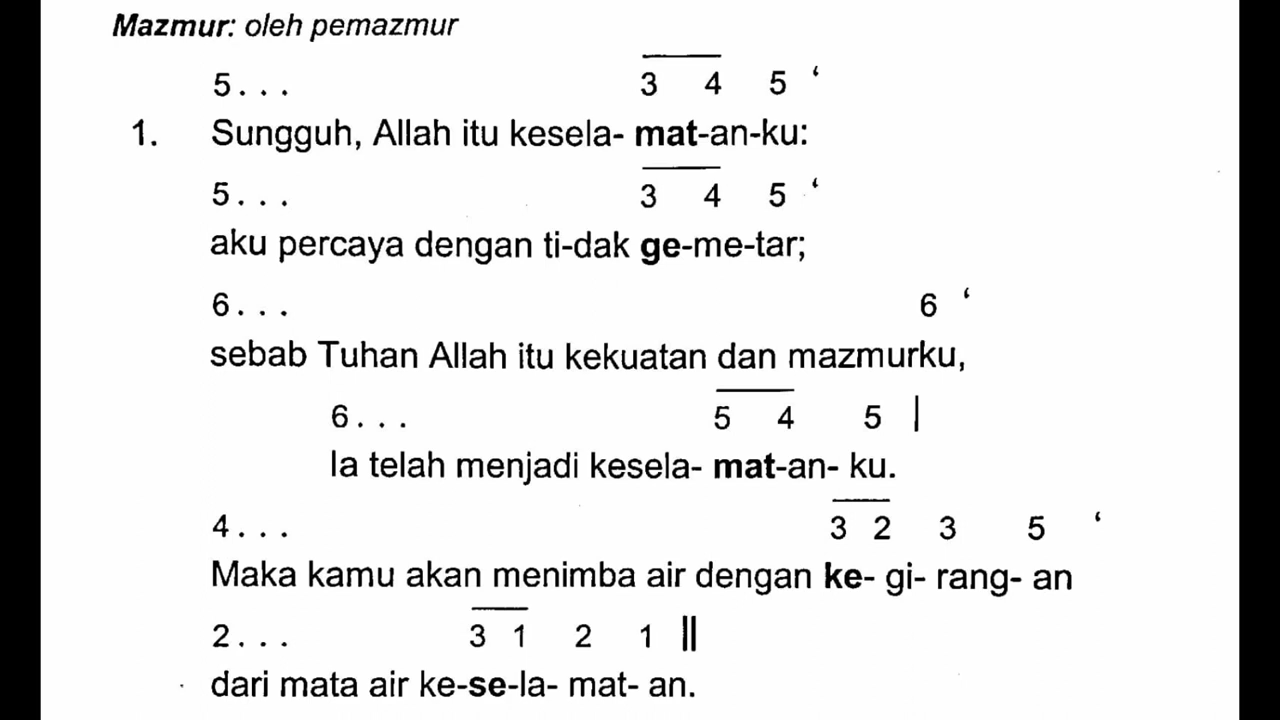 Mazmur: oleh pemazmur
5... 3 4 5 ‘
1. Sungguh, Allah itu kesela- mat-an-ku:
5... 3 4 5 ‘
aku percaya dengan ti-dak ge-me-tar;
6... 6 ‘
sebab Tuhan Allah itu kekuatan dan mazmurku,
6... 5 4 5 |
Ia telah menjadi kesela- mat-an- ku.
4... 3 2 3 5 ‘
Maka kamu akan menimba air dengan ke- gi- rang- an
2... 3 1 2 1 ||
dari mata air ke-se-la- mat- an.